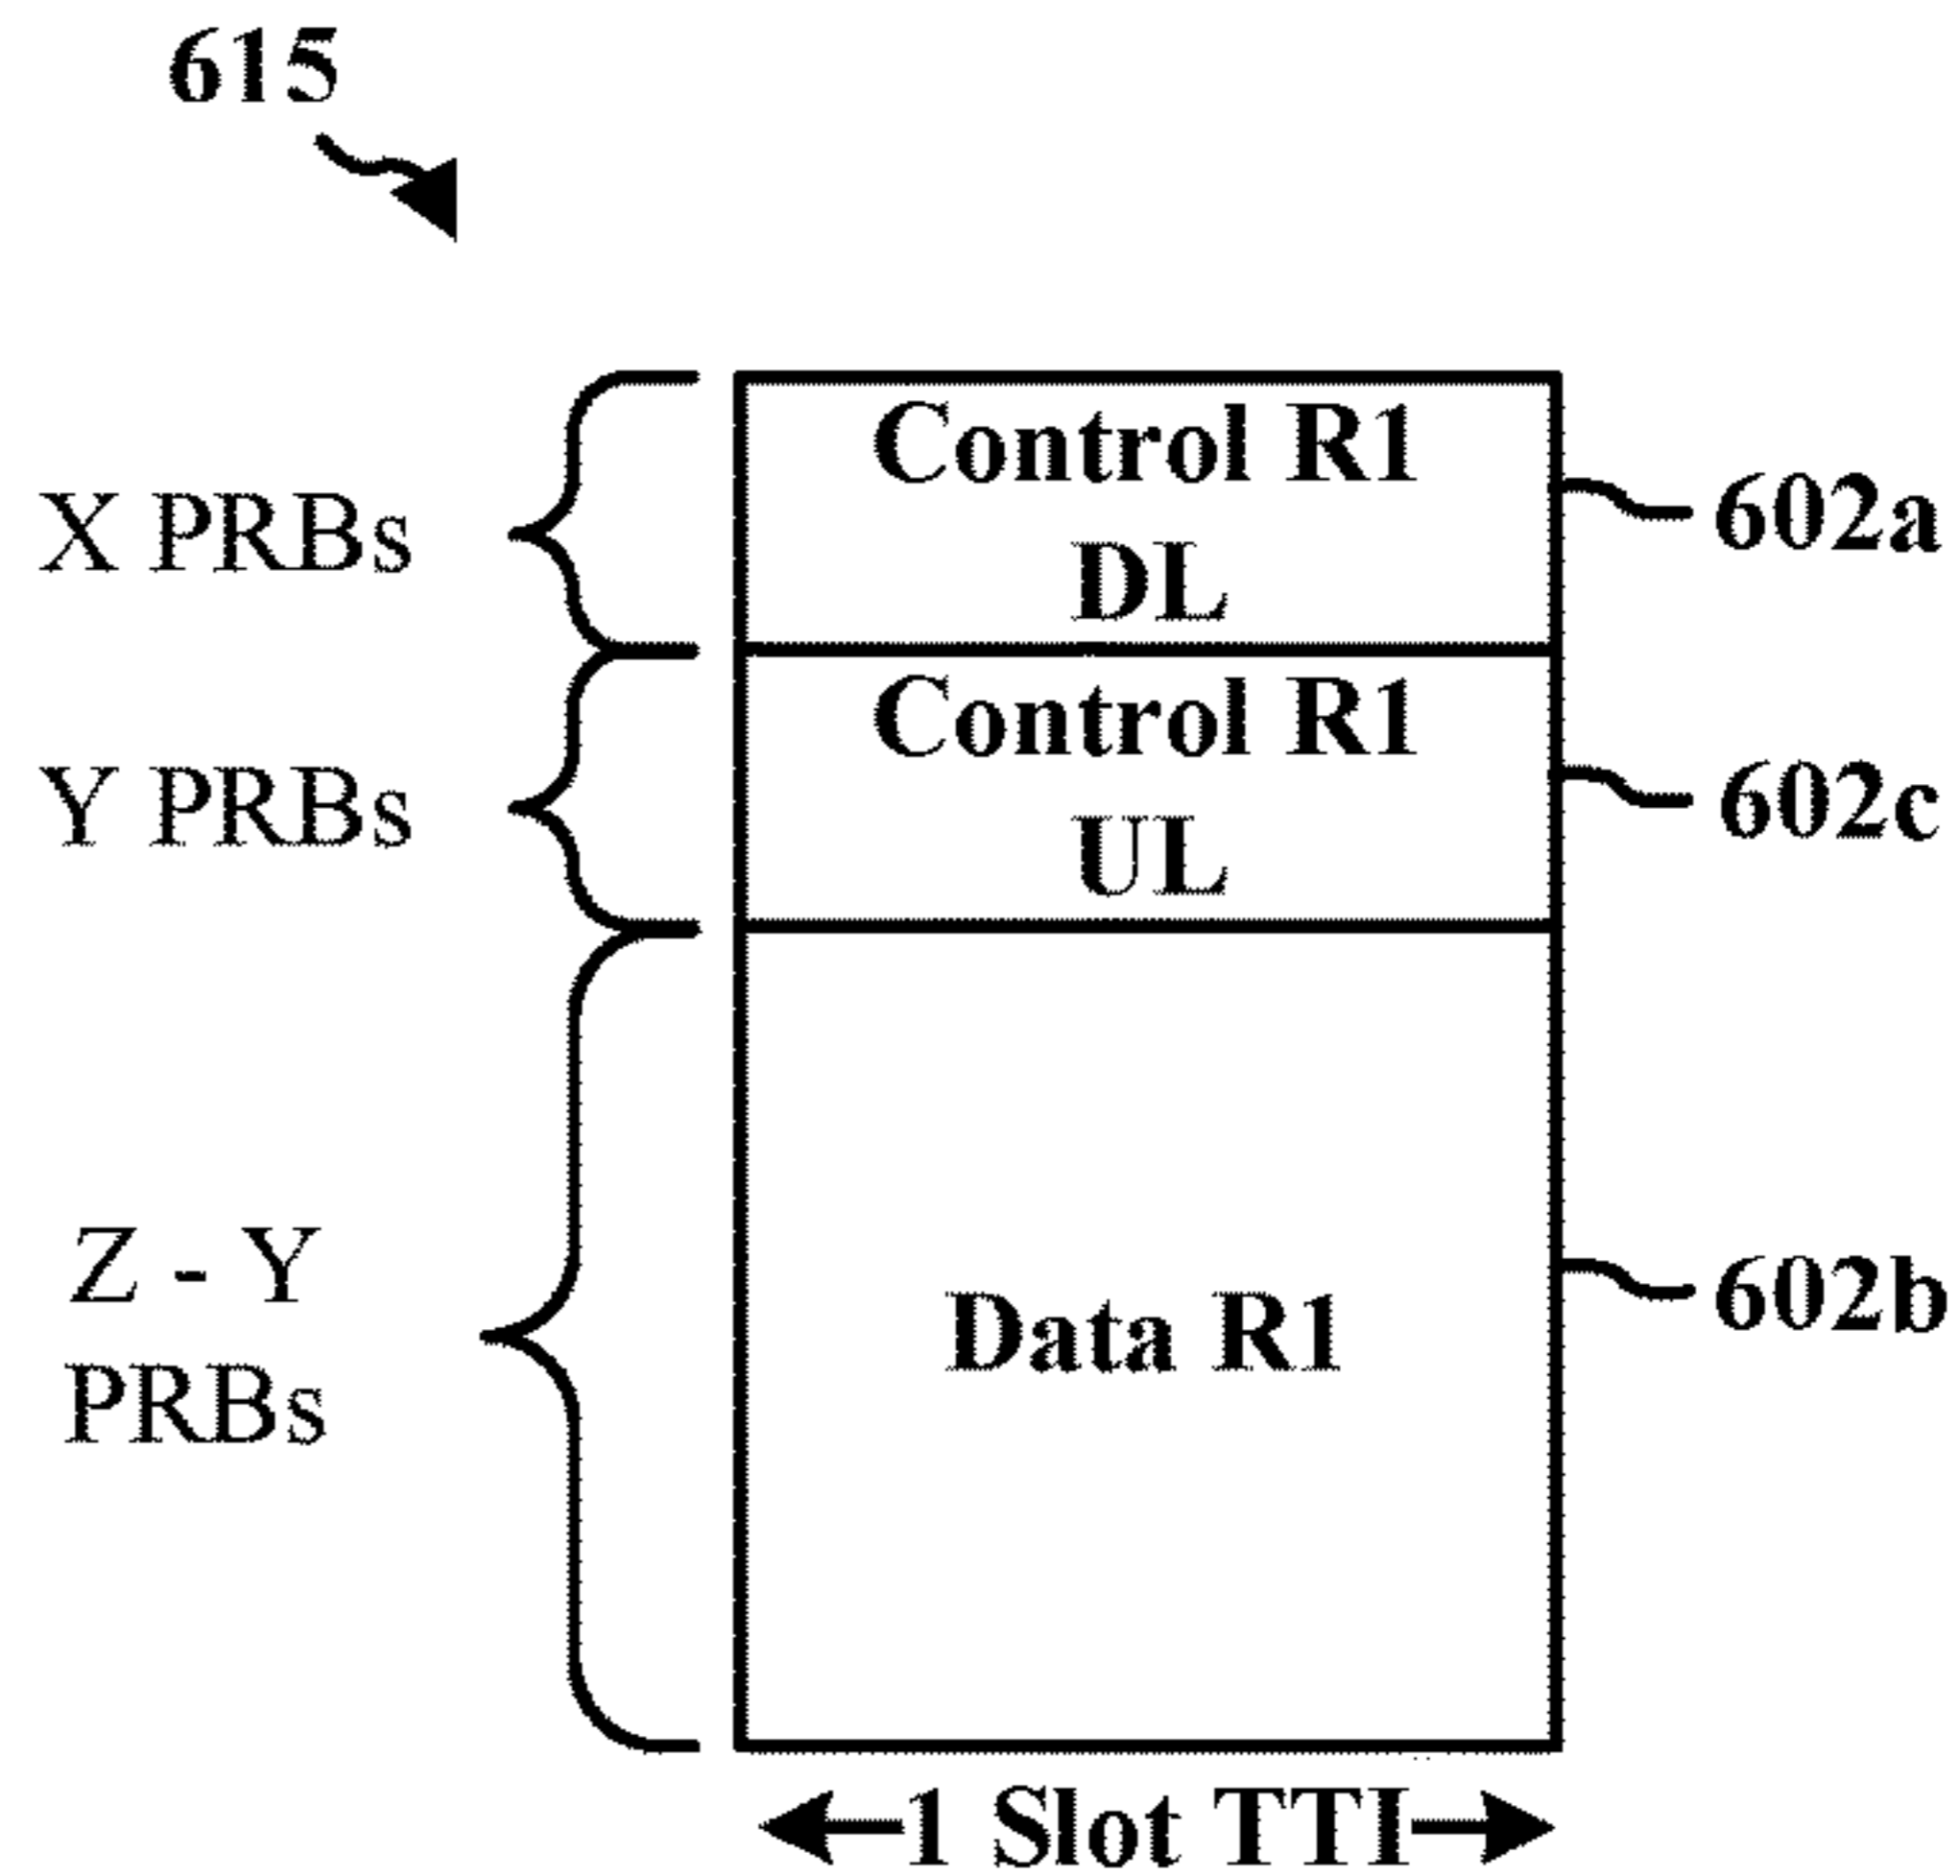 615
X PRBs
Control R1
DL
602a
Y PRBs
Control R1
UL
602c
Z - Y
PRBs
Data R1
602b
1 Slot TTI